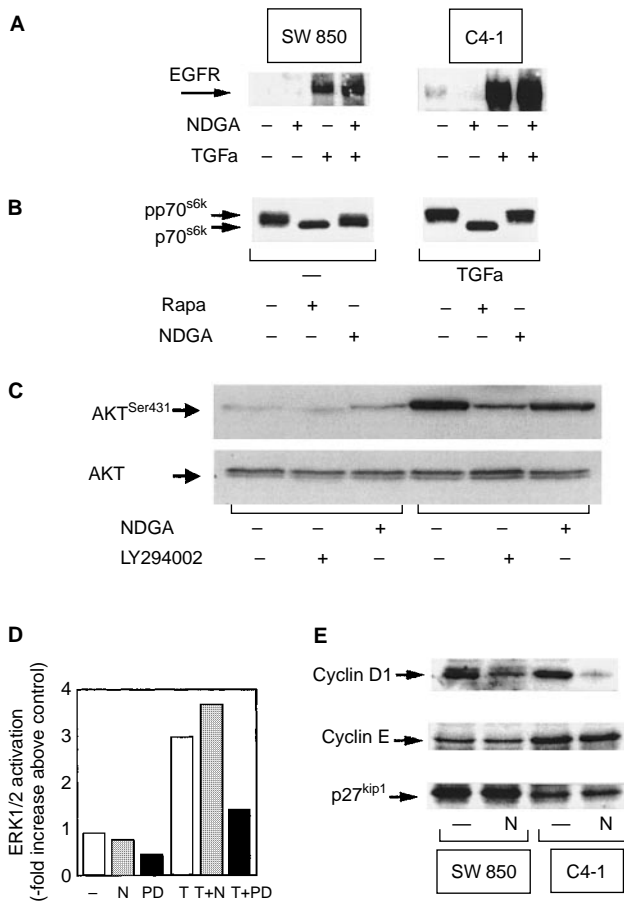 A
SW 850 C4-1
EGFR
NDGA – + – + – + – +
TGFa – – + + – – + +
B
pp70s6k
p70s6k
— TGFa
Rapa – + – – + –
NDGA – – + – – +
C
AKTSer431
AKT
NDGA – – + – – +
LY294002 – + – – + –
D
ERK1/2 activation
(-fold increase above control)
4
3
2
1
0
– N PD T T+N T+PD
E
Cyclin D1
Cyclin E
p27kip1
— N — N
SW 850 C4-1